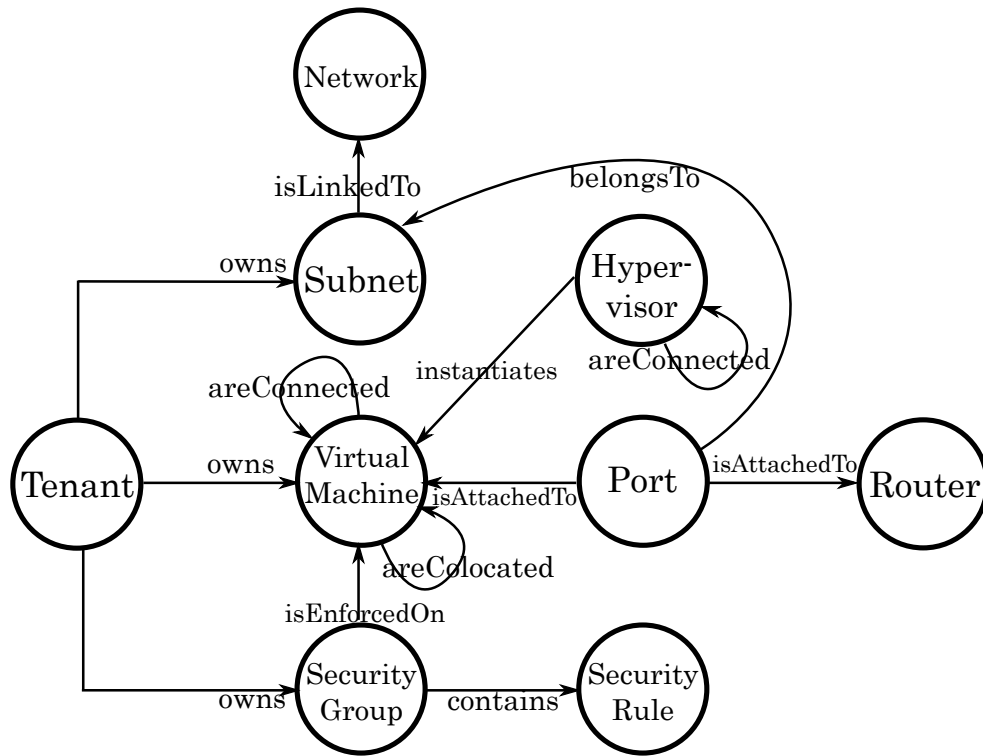 Network
isLinkedTo
belongsTo
owns
Subnet
Hyper-
visor
areConnected
areConnected
instantiates
Tenant
owns
Virtual
Machine
isAttachedTo
Port
isAttachedTo
Router
areColocated
isEnforcedOn
owns
Security
Group
contains
Security
Rule